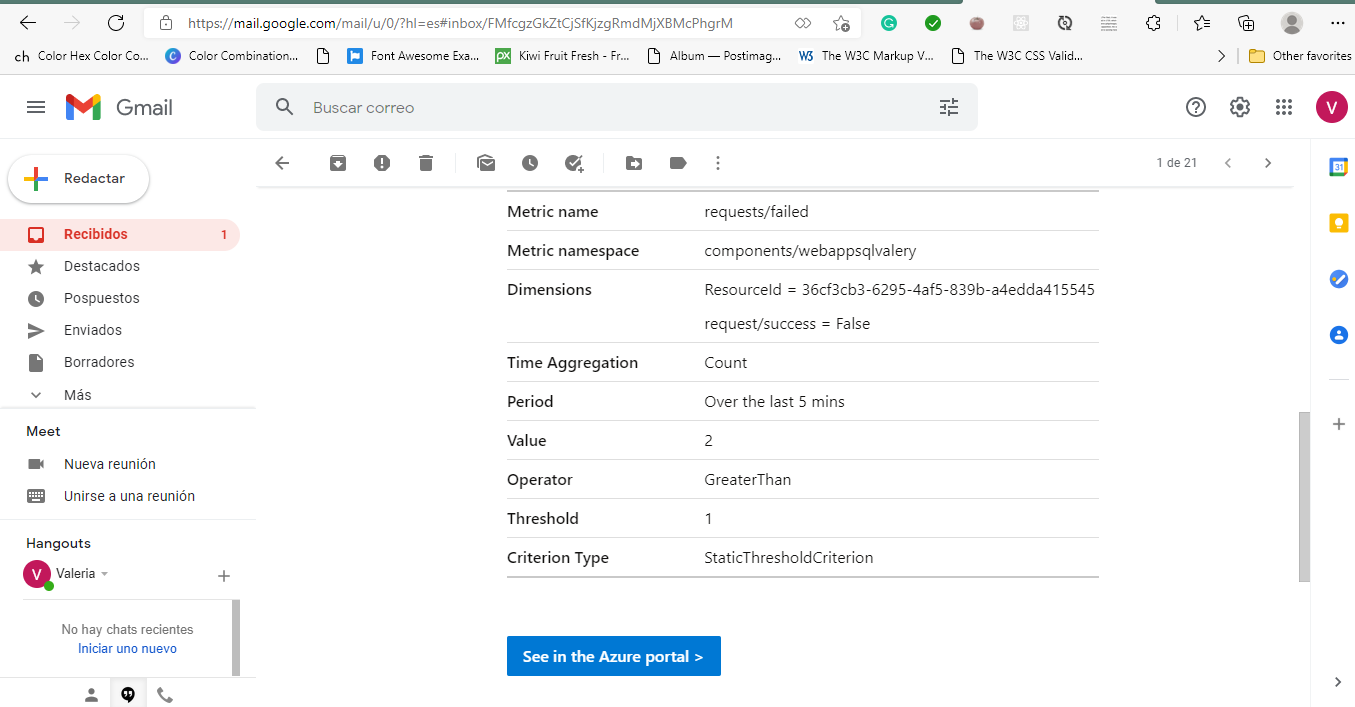 https://mail.google.com/mail/u/0/?hl=es#inbox/FMfcgzGkZtCjSfKjzgRmdMjXBMcPhgrM
ch Color Hex Color Co... C Color Combination... Font Awesome Exa... px Kiwi Fruit Fresh - Fr... Album — Postimag... W3 The W3C Markup V... The W3C CSS Valid... Other favorites
Gmail
Buscar correo
V
Redactar
1 de 21
31
Recibidos 1
Destacados
Pospuestos
Enviados
Borradores
Más
Meet
Nueva reunión
Unirse a una reunión
Hangouts
V Valeria
No hay chats recientes
Iniciar uno nuevo
Metric name requests/failed
Metric namespace components/webappsqlvalery
Dimensions ResourceId = 36cf3cb3-6295-4af5-839b-a4edda415545
request/success = False
Time Aggregation Count
Period Over the last 5 mins
Value 2
Operator GreaterThan
Threshold 1
Criterion Type StaticThresholdCriterion
See in the Azure portal >